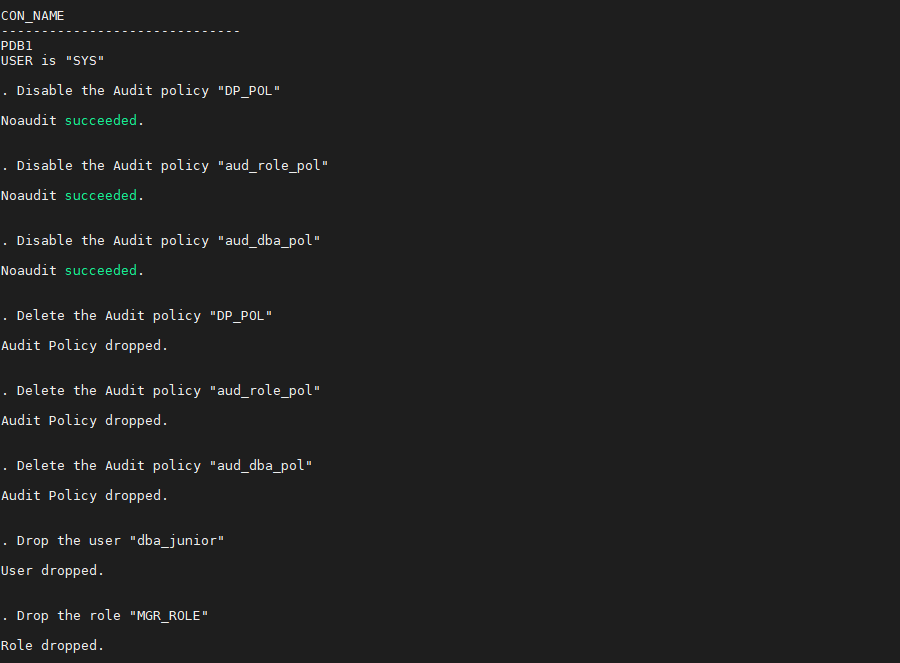 CON_NAME
------------------------------
PDB1
USER is "SYS"
. Disable the Audit policy "DP_POL"
Noaudit succeeded.
. Disable the Audit policy "aud_role_pol"
Noaudit succeeded.
. Disable the Audit policy "aud_dba_pol"
Noaudit succeeded.
. Delete the Audit policy "DP_POL"
Audit Policy dropped.
. Delete the Audit policy "aud_role_pol"
Audit Policy dropped.
. Delete the Audit policy "aud_dba_pol"
Audit Policy dropped.
. Drop the user "dba_junior"
User dropped.
. Drop the role "MGR_ROLE"
Role dropped.